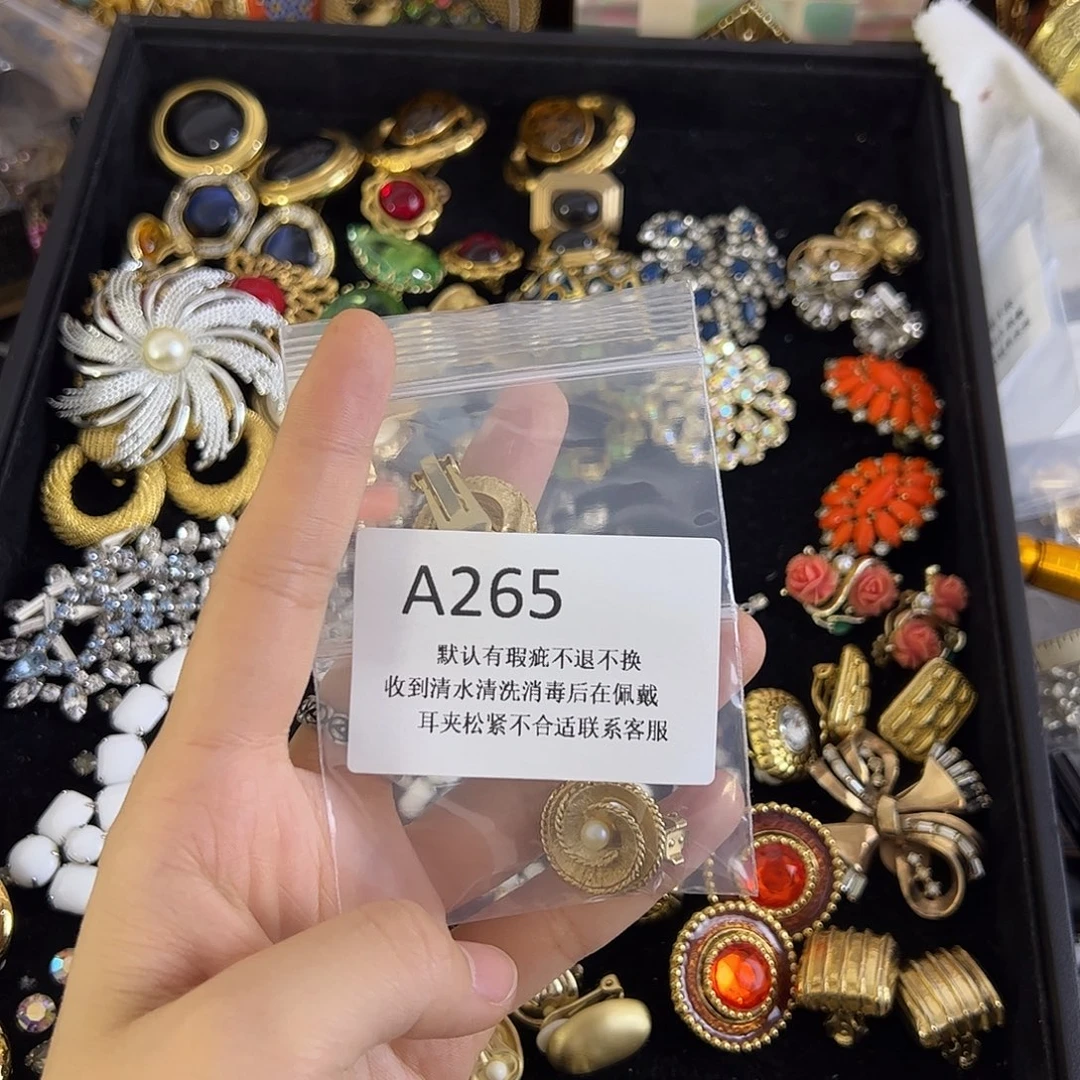 A265
默认有瑕疵不退不换
收到清水清洗消毒后在佩戴
耳夹松紧不合适联系客服